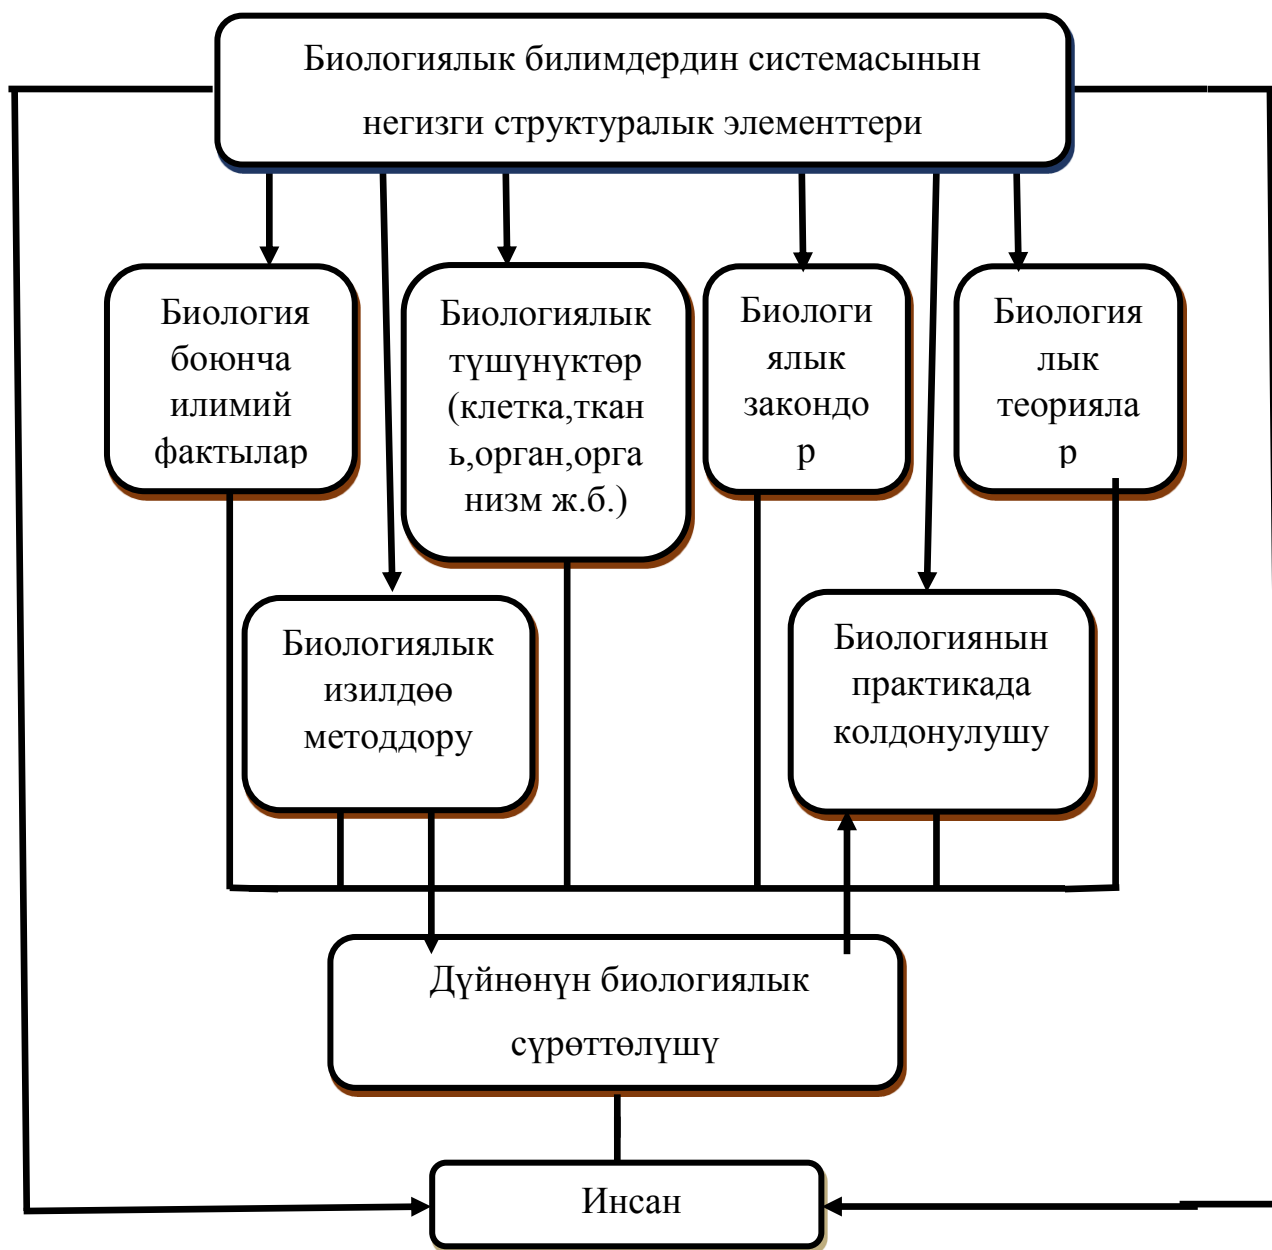 Биологиялык билимдердин системасынын
негизги структуралык элементтери
Биология
боюнча
илимий
фактылар
Биологиялык
түшүнүктөр
(клетка,ткан
ь,орган,орга
низм ж.б.)
Биологи
ялык
закондо
р
Биология
лык
теорияла
р
Биологиялык
изилдөө
методдору
Биологиянын
практикада
колдонулушу
Дүйнөнүн биологиялык
сүрөттөлүшү
Инсан